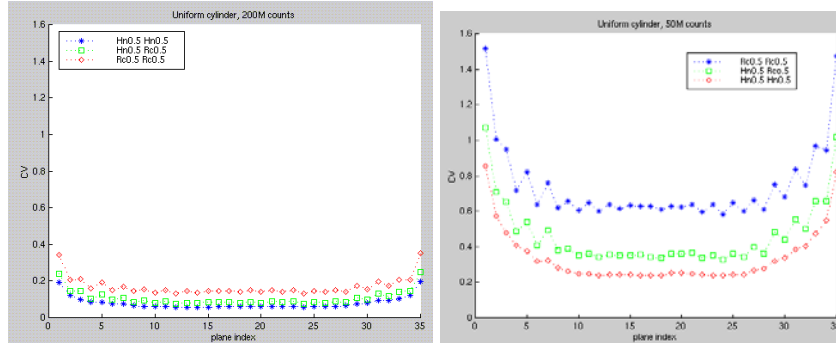 Uniform cylinder, 200M counts
1.6
1.4
1.2
1
0.8
0.6
0.4
0.2
0
CV
Hn0.5 Hn0.5
Hn0.5 Rc0.5
Rc0.5 Rc0.5
0 5 10 15 20 25 30 35
plane index
Uniform cylinder, 50M counts
1.6
1.4
1.2
1
0.8
0.6
0.4
0.2
0
CV
Rc0.5 Rc0.5
Hn0.5 Rco.5
Hn0.5 Hn0.5
0 5 10 15 20 25 30 35
plane index